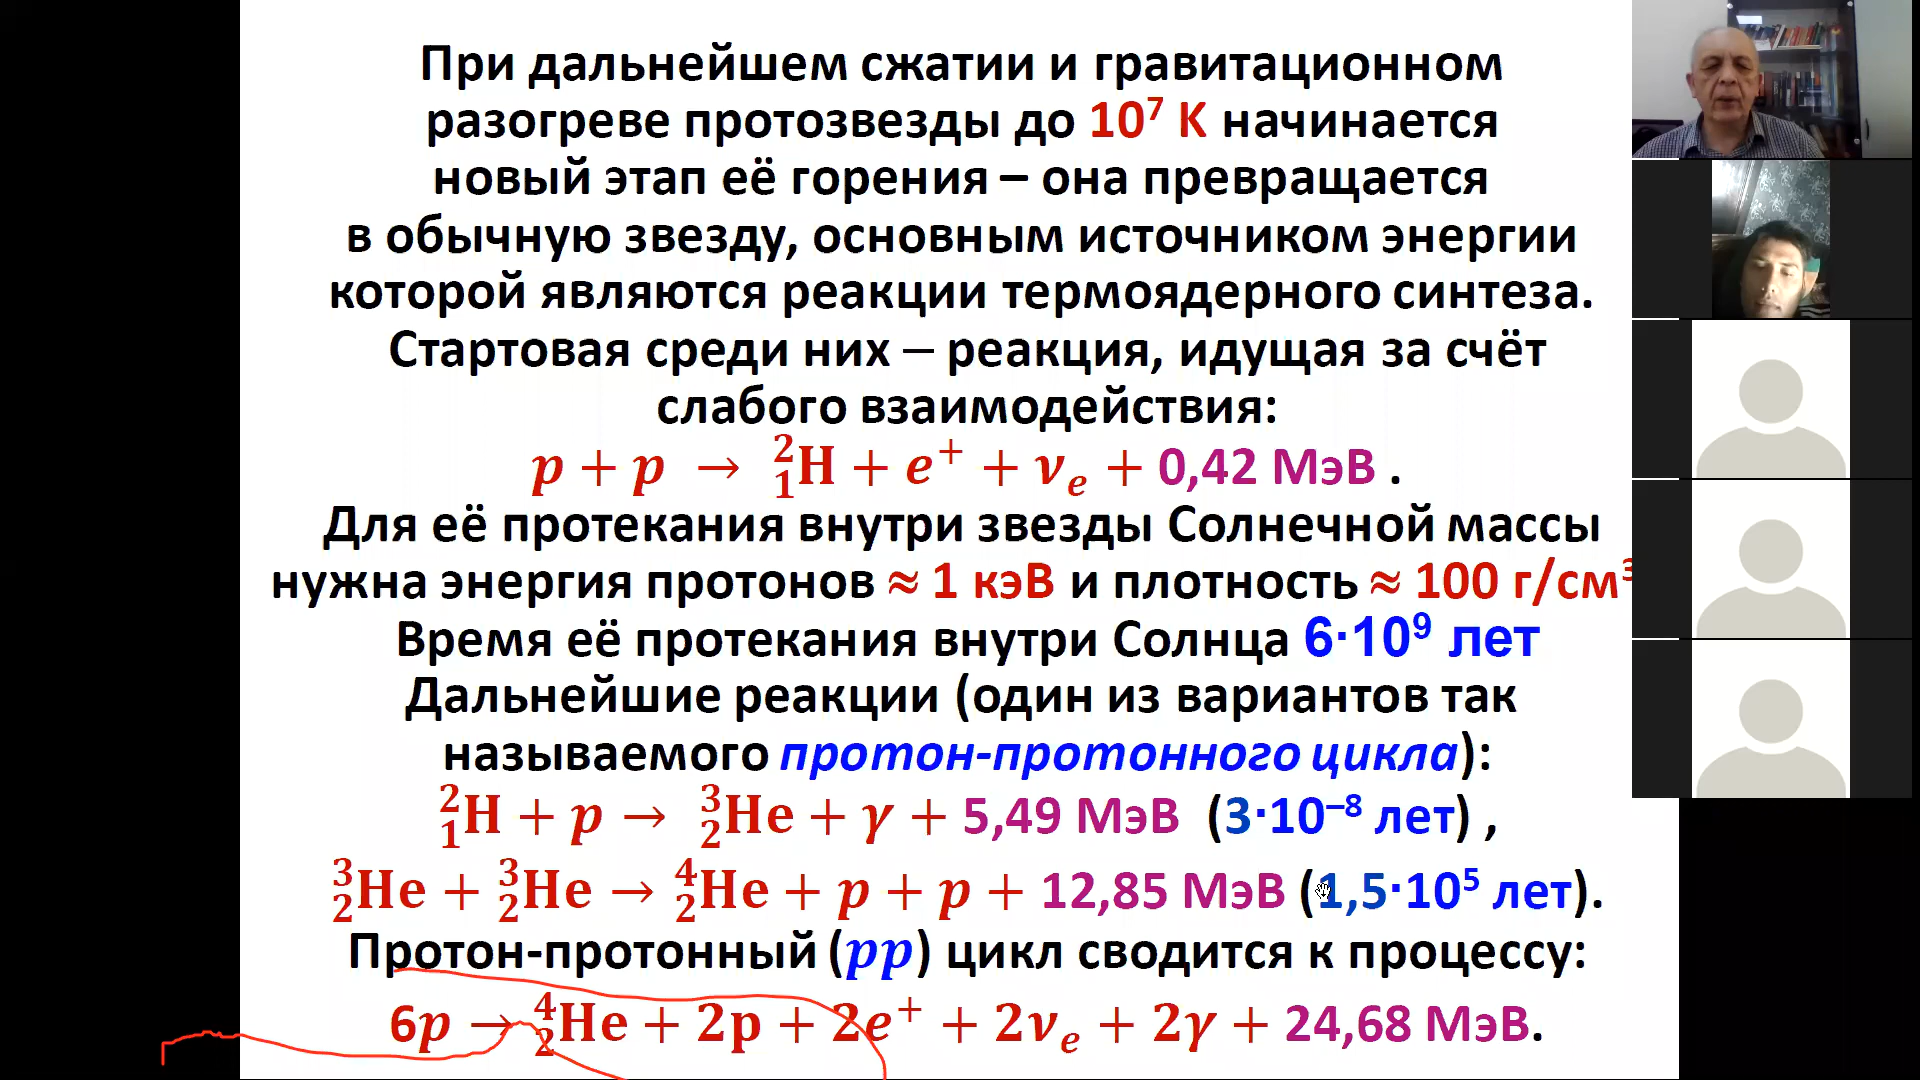 При дальнейшем сжатии и гравитационном
разогреве протозвезды до 10⁷ K начинается
новый этап её горения – она превращается
в обычную звезду, основным источником энергии
которой являются реакции термоядерного синтеза.
Стартовая среди них – реакция, идущая за счёт
слабого взаимодействия:
p + p → ²₁H + e⁺ + νₑ + 0,42 МэВ .
Для её протекания внутри звезды Солнечной массы
нужна энергия протонов ≈ 1 кэВ и плотность ≈ 100 г/см³
Время её протекания внутри Солнца 6·10⁹ лет
Дальнейшие реакции (один из вариантов так
называемого протон-протонного цикла):
²₁H + p → ³₂He + γ + 5,49 МэВ (3·10⁻⁸ лет) ,
³₂He + ³₂He → ⁴₂He + p + p + 12,85 МэВ (1,5·10⁵ лет).
Протон-протонный (pp) цикл сводится к процессу:
6p → ⁴₂He + 2p + 2e⁺ + 2νₑ + 2γ + 24,68 МэВ.